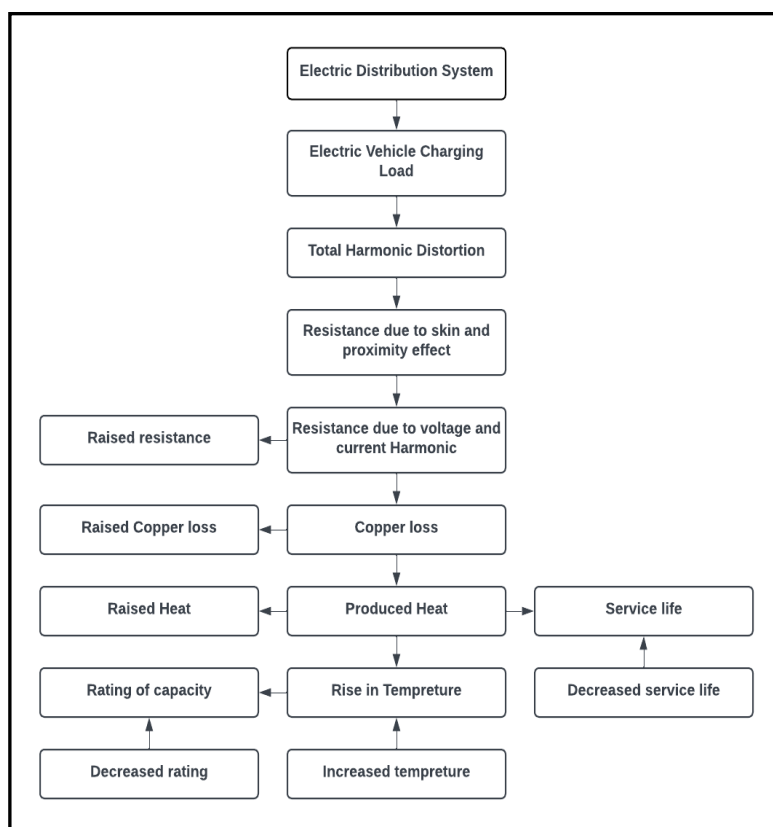 Electric Distribution System
Electric Vehicle Charging
Load
Total Harmonic Distortion
Resistance due to skin and
proximity effect
Raised resistance
Resistance due to voltage and
current Harmonic
Raised Copper loss
Copper loss
Raised Heat
Produced Heat
Service life
Rating of capacity
Rise in Tempreture
Decreased service life
Decreased rating
Increased tempreture